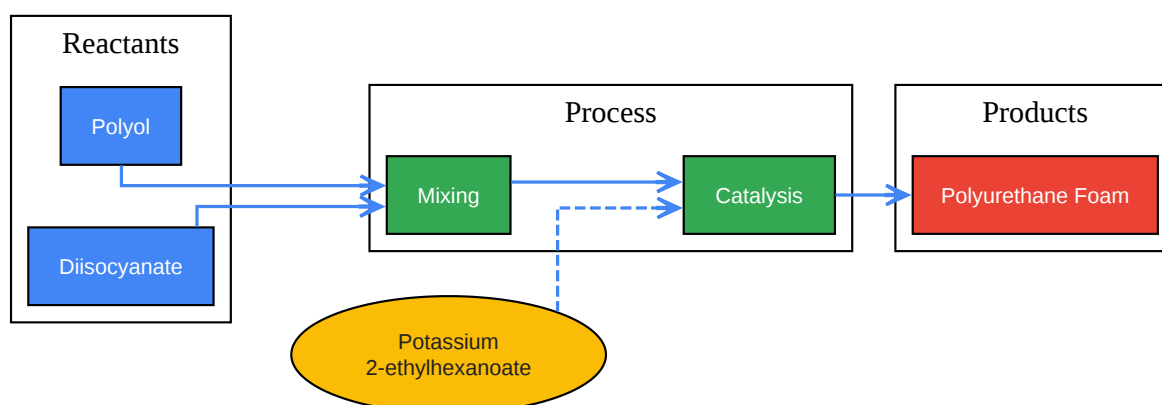 Reactants
Polyol
Diisocyanate
Process
Mixing
Catalysis
Potassium
2-ethylhexanoate
Products
Polyurethane Foam